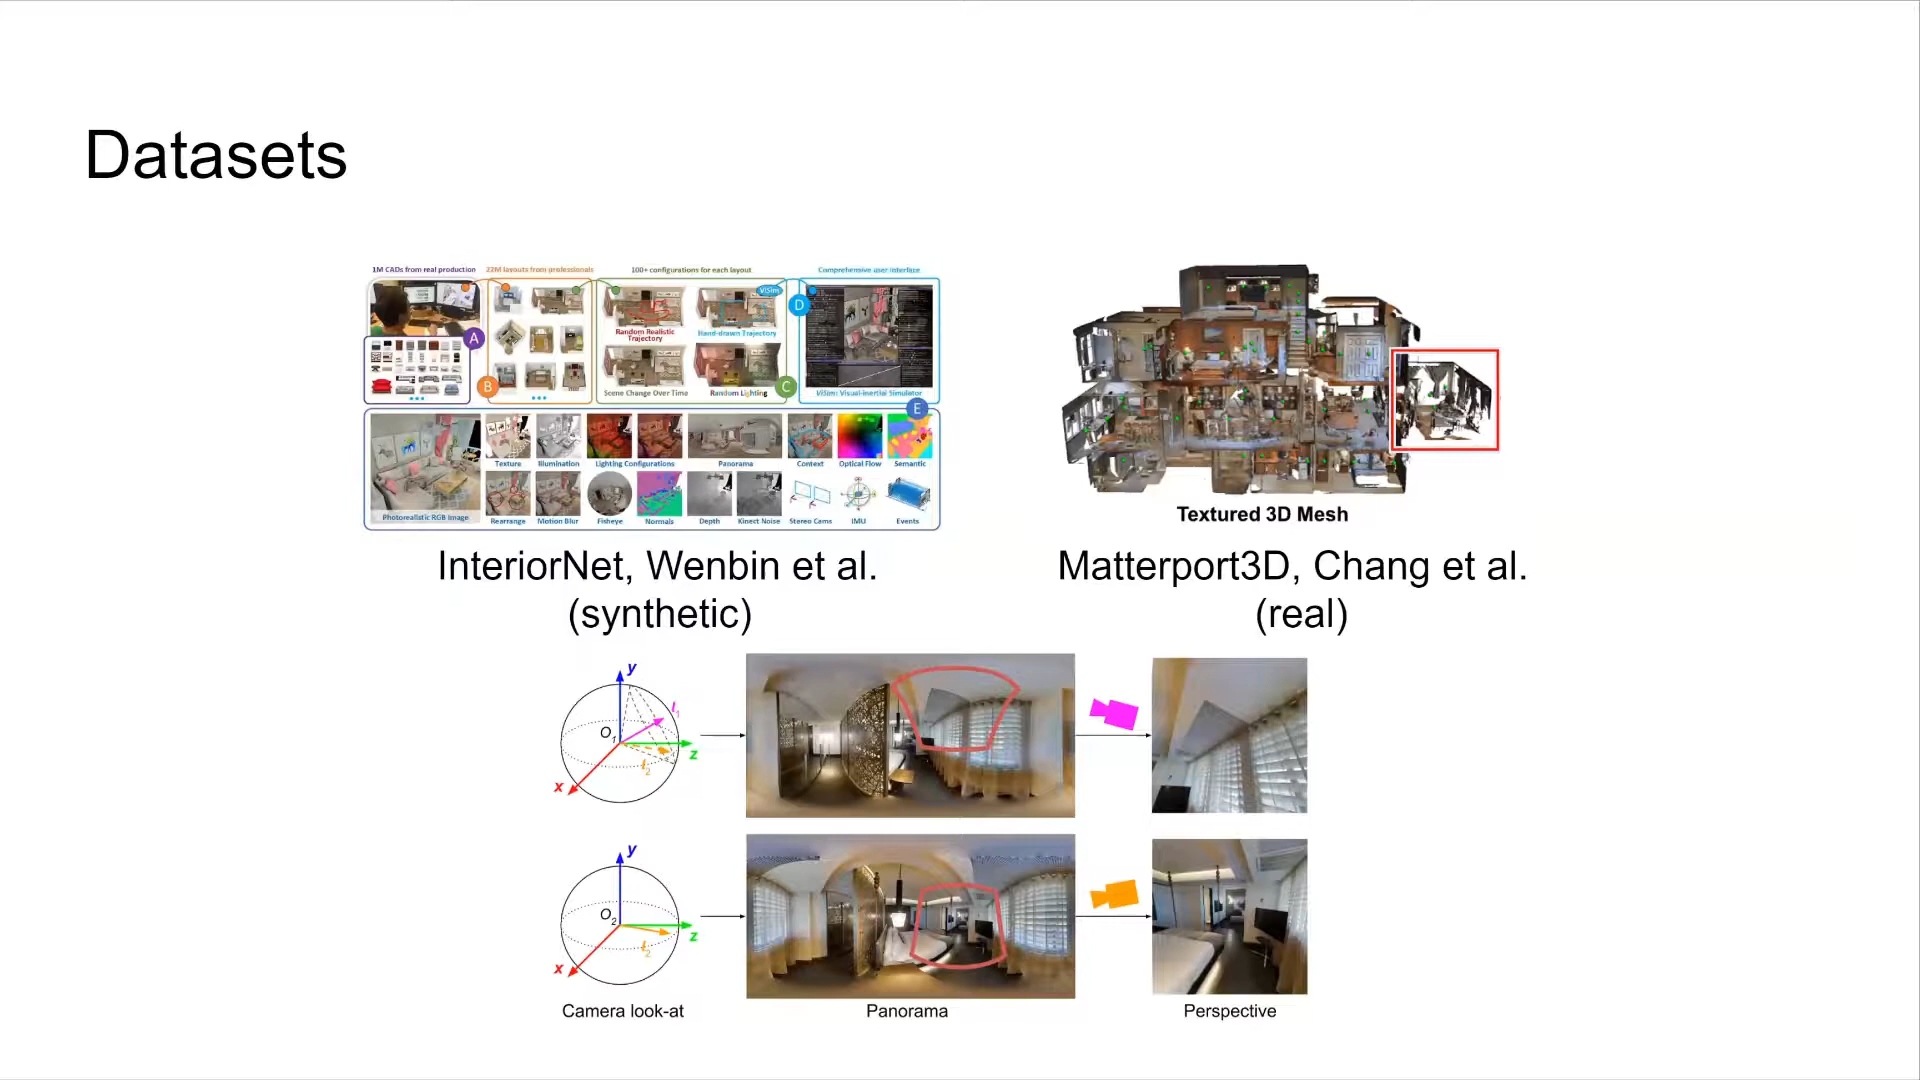 Datasets
1M CADs from real production
22M layouts from professionals
100+ configurations for each layout
Comprehensive user interface
ViSim
A
B
C
D
E
Random Realistic
Trajectory
Hand-drawn Trajectory
Scene Change Over Time
Random Lighting
ViSim: Visual-Inertial Simulator
Photorealistic RGB Image
Texture
Illumination
Lighting Configurations
Panorama
Context
Optical Flow
Semantic
Rearrange
Motion Blur
Fisheye
Normals
Depth
Kinect Noise
Stereo Cams
IMU
Events
Textured 3D Mesh
InteriorNet, Wenbin et al.
(synthetic)
Matterport3D, Chang et al.
(real)
y
l1
O1
z
l2
x
y
O2
z
l2
x
Camera look-at
Panorama
Perspective